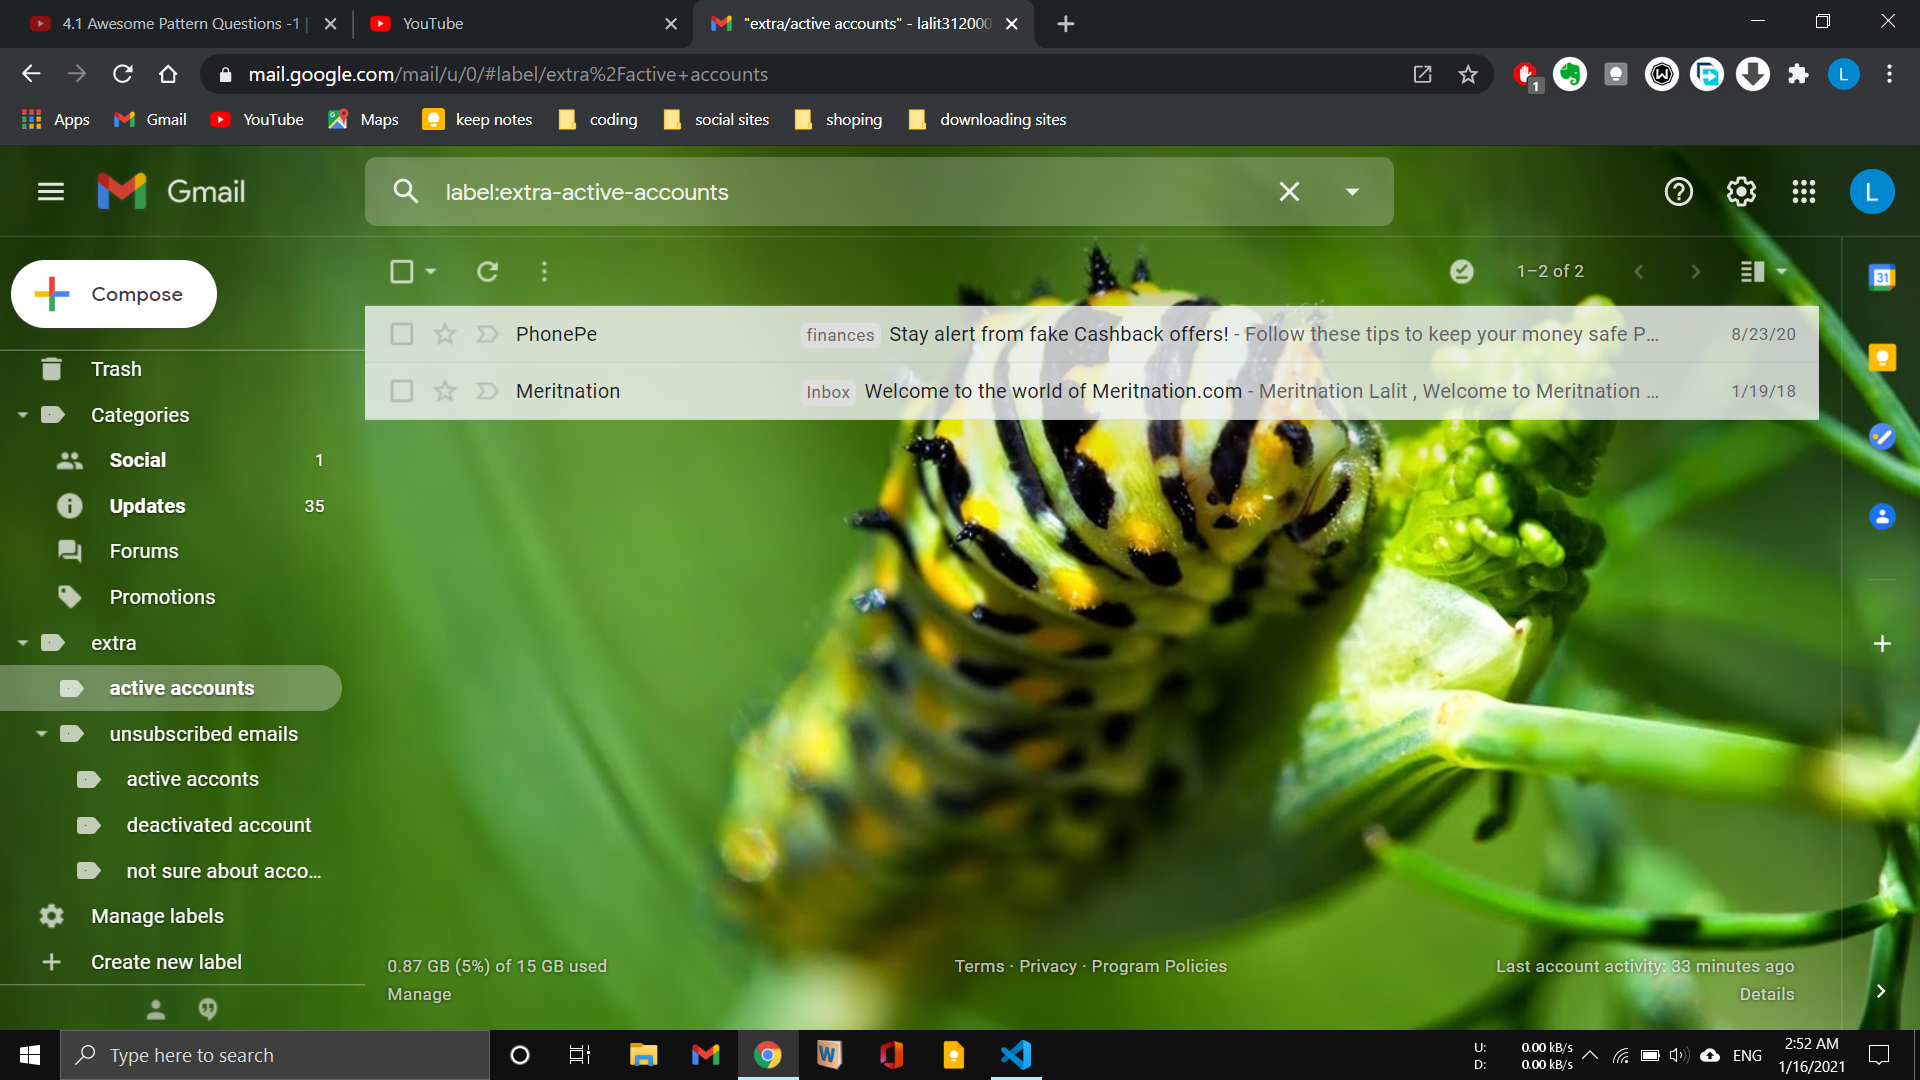 4.1 Awesome Pattern Questions -1 |
YouTube
"extra/active accounts" - lalit312000
mail.google.com/mail/u/0/#label/extra%2Factive+accounts
1
L
Apps
Gmail
YouTube
Maps
keep notes
coding
social sites
shoping
downloading sites
Gmail
label:extra-active-accounts
L
Compose
1–2 of 2
31
PhonePe finances Stay alert from fake Cashback offers! - Follow these tips to keep your money safe P... 8/23/20
Meritnation Inbox Welcome to the world of Meritnation.com - Meritnation Lalit , Welcome to Meritnation ... 1/19/18
Trash
Categories
Social 1
Updates 35
Forums
Promotions
extra
active accounts
unsubscribed emails
active acconts
deactivated account
not sure about acco...
Manage labels
Create new label
0.87 GB (5%) of 15 GB used
Manage
Terms · Privacy · Program Policies
Last account activity: 33 minutes ago
Details
Type here to search
U: 0.00 kB/s
D: 0.00 kB/s
ENG
2:52 AM
1/16/2021